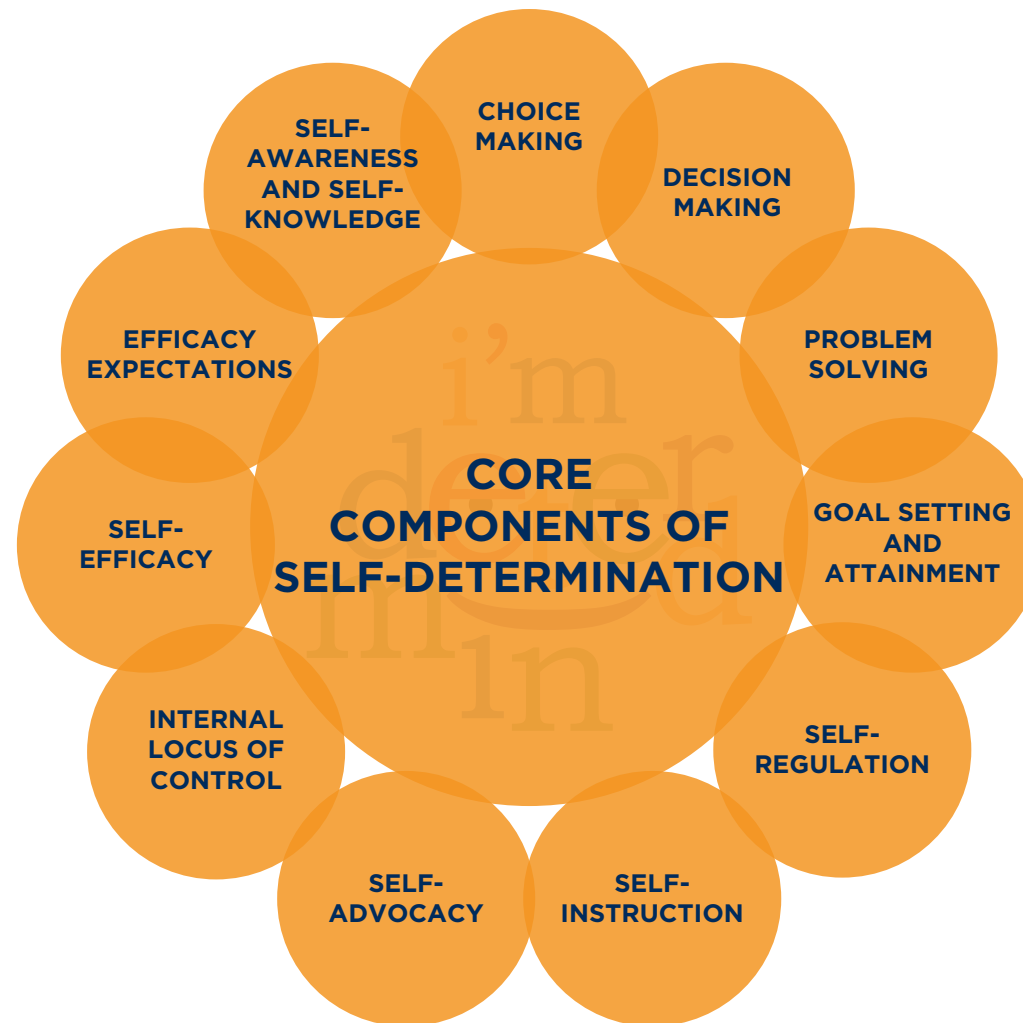 CHOICE
MAKING
DECISION
MAKING
PROBLEM
SOLVING
GOAL SETTING
AND
ATTAINMENT
SELF-
REGULATION
SELF-
INSTRUCTION
SELF-
ADVOCACY
INTERNAL
LOCUS OF
CONTROL
SELF-
EFFICACY
EFFICACY
EXPECTATIONS
SELF-
AWARENESS
AND SELF-
KNOWLEDGE
CORE
COMPONENTS OF
SELF-DETERMINATION
i'm
determined